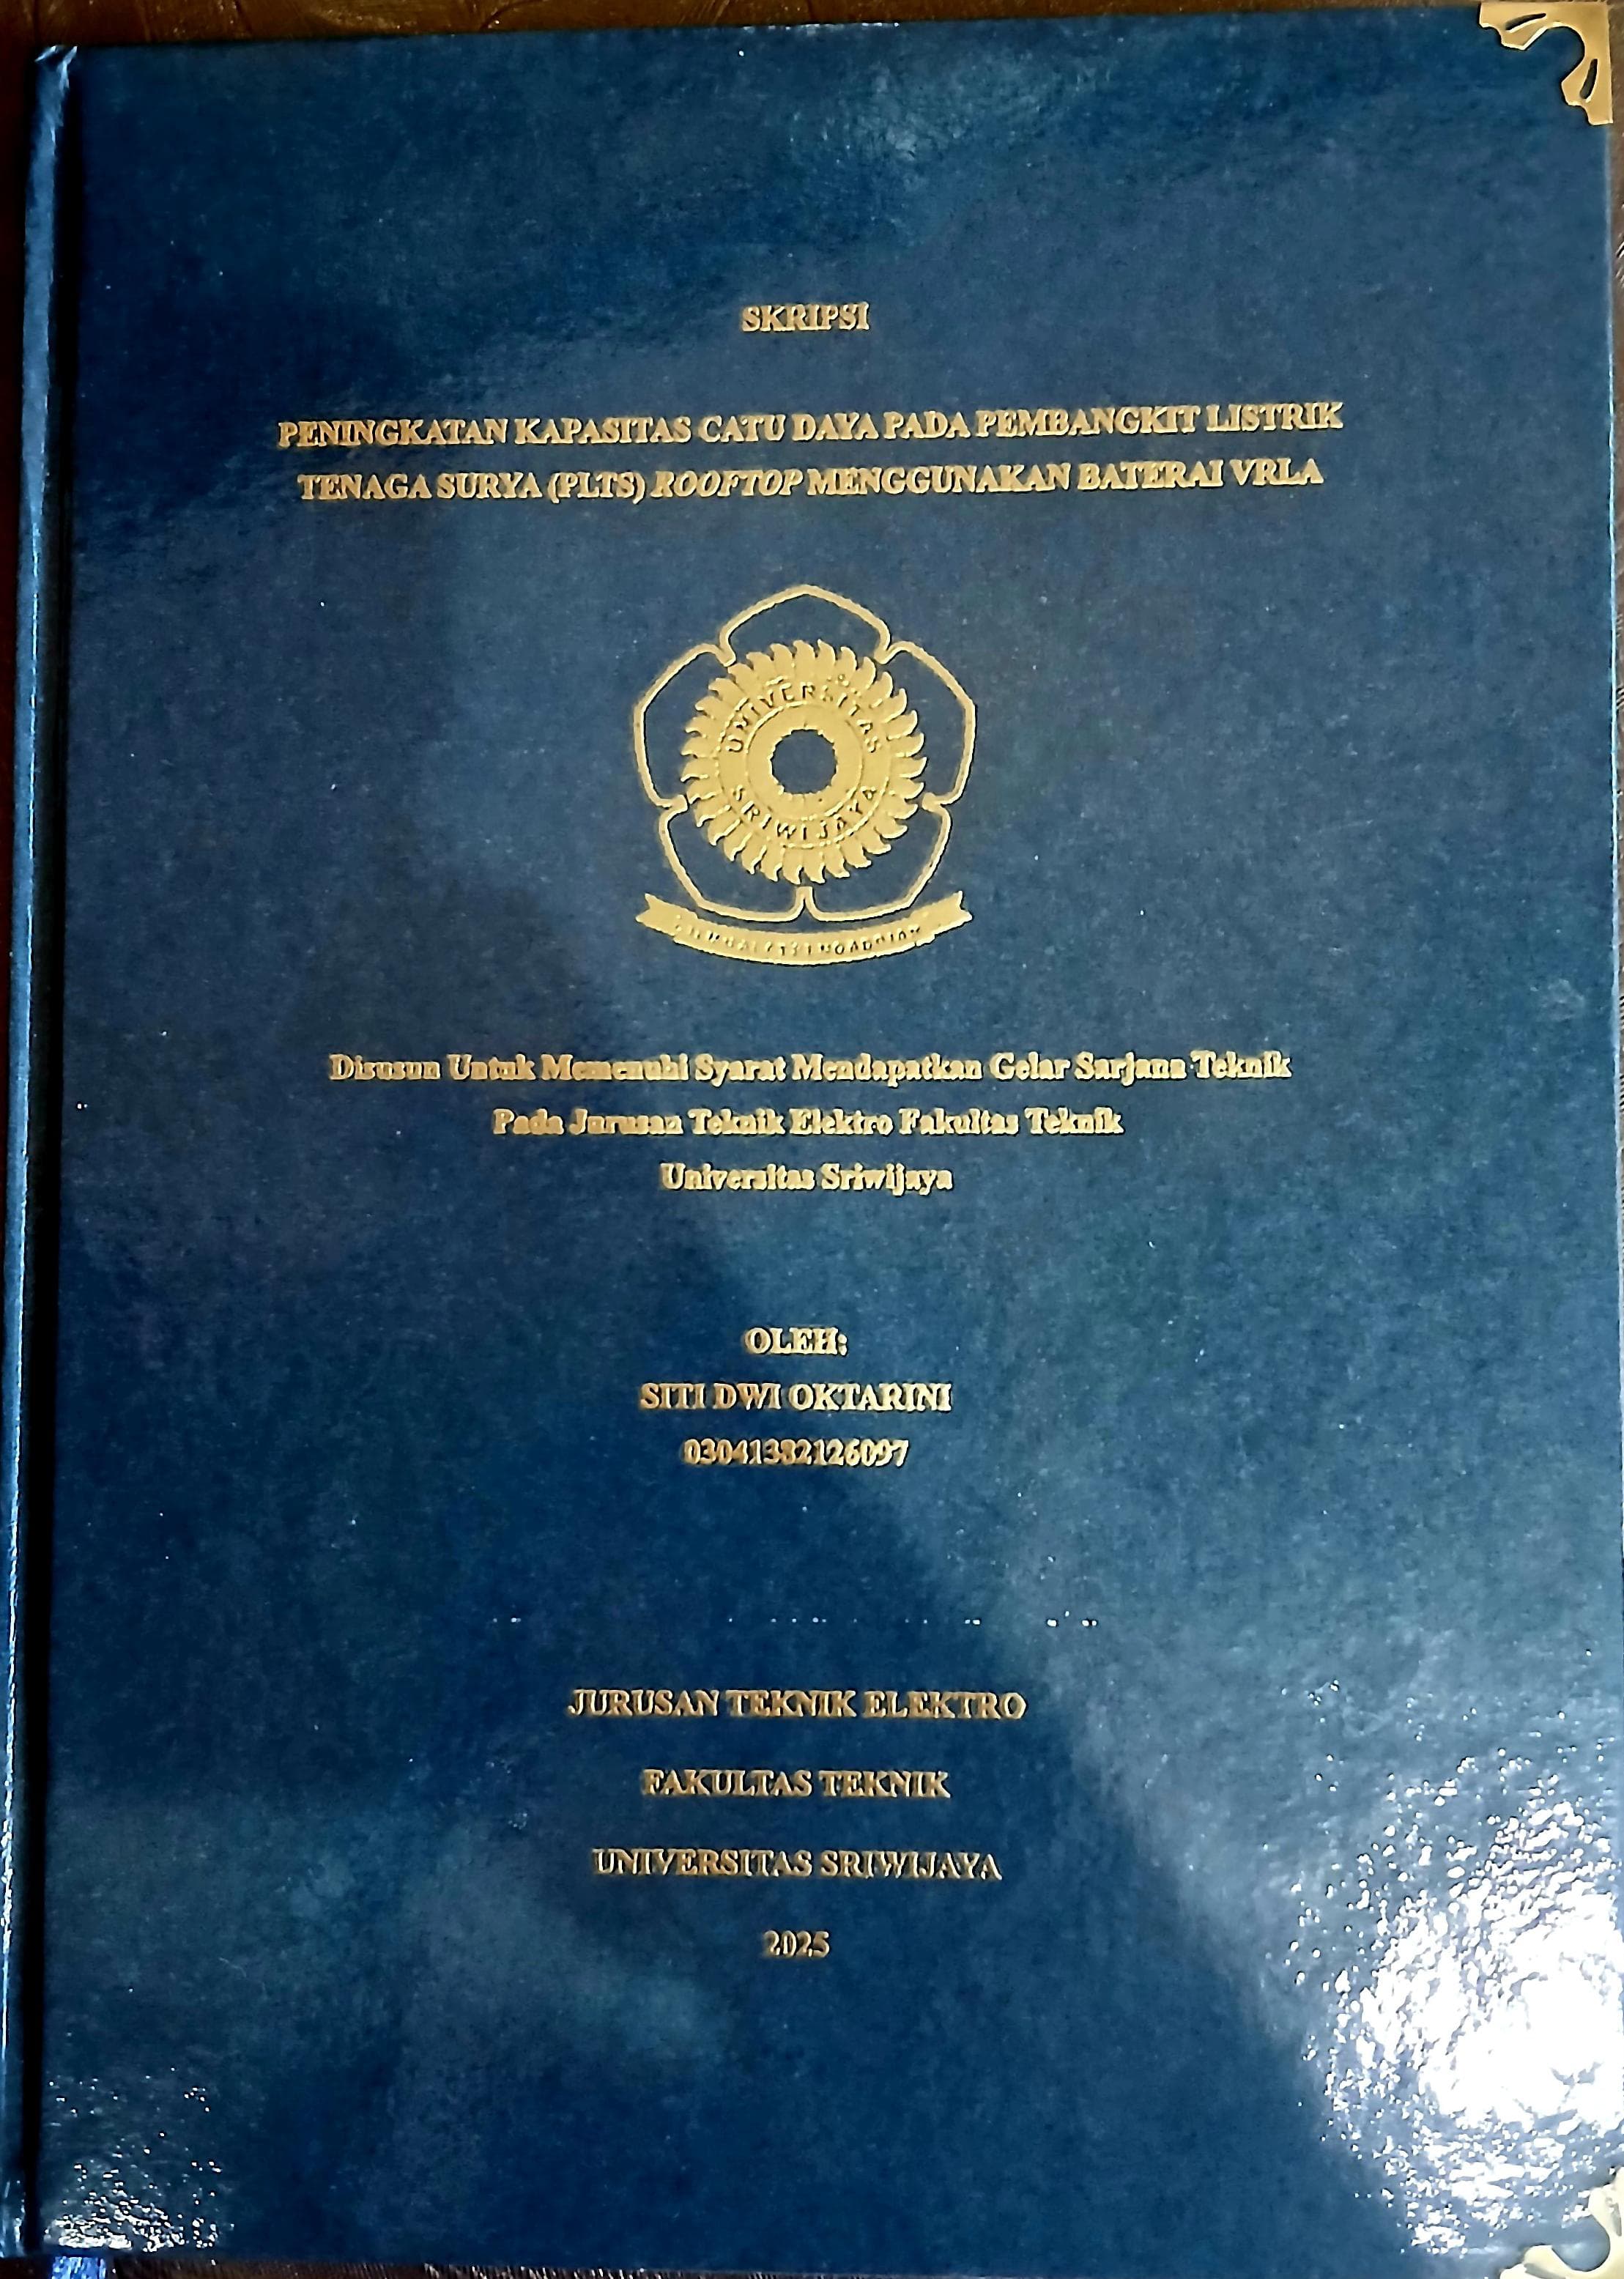 SKRIPSI
PENINGKATAN KAPASITAS CATU DAYA PADA PEMBANGKIT LISTRIK
TENAGA SURYA (PLTS) ROOFTOP MENGGUNAKAN BATERAI VRLA
UNIVERSITAS
SRIWIJAYA
Disusun Untuk Memenuhi Syarat Mendapatkan Gelar Sarjana Teknik
Pada Jurusan Teknik Elektro Fakultas Teknik
Universitas Sriwijaya
OLEH:
SITI DWI OKTARINI
03041382126097
JURUSAN TEKNIK ELEKTRO
FAKULTAS TEKNIK
UNIVERSITAS SRIWIJAYA
2025